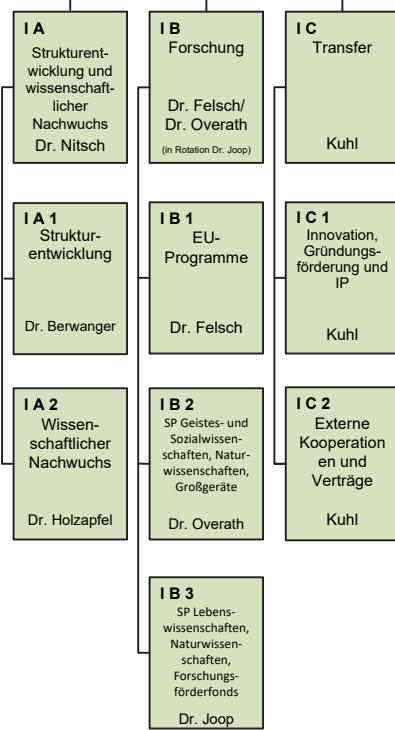 I A
Strukturent-
wicklung und
wissenschaft-
licher
Nachwuchs
Dr. Nitsch
I A 1
Struktur-
entwicklung
Dr. Berwanger
I A 2
Wissen-
schaftlicher
Nachwuchs
Dr. Holzapfel
I B
Forschung
Dr. Felsch/
Dr. Overath
(in Rotation Dr. Joop)
I B 1
EU-
Programme
Dr. Felsch
I B 2
SP Geistes- und
Sozialwissen-
schaften, Natur-
wissenschaften,
Großgeräte
Dr. Overath
I B 3
SP Lebens-
wissenschaften,
Naturwissen-
schaften,
Forschungs-
förderfonds
Dr. Joop
I C
Transfer
Kuhl
I C 1
Innovation,
Gründungs-
förderung und
IP
Kuhl
I C 2
Externe
Kooperation
en und
Verträge
Kuhl